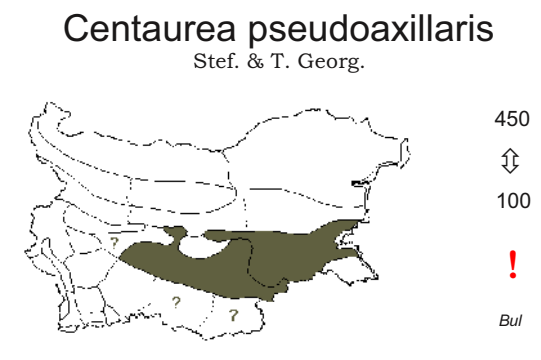 Centaurea pseudoaxillaris
Stef. & T. Georg.
450
⇕
100
?
!
?
?
Bul